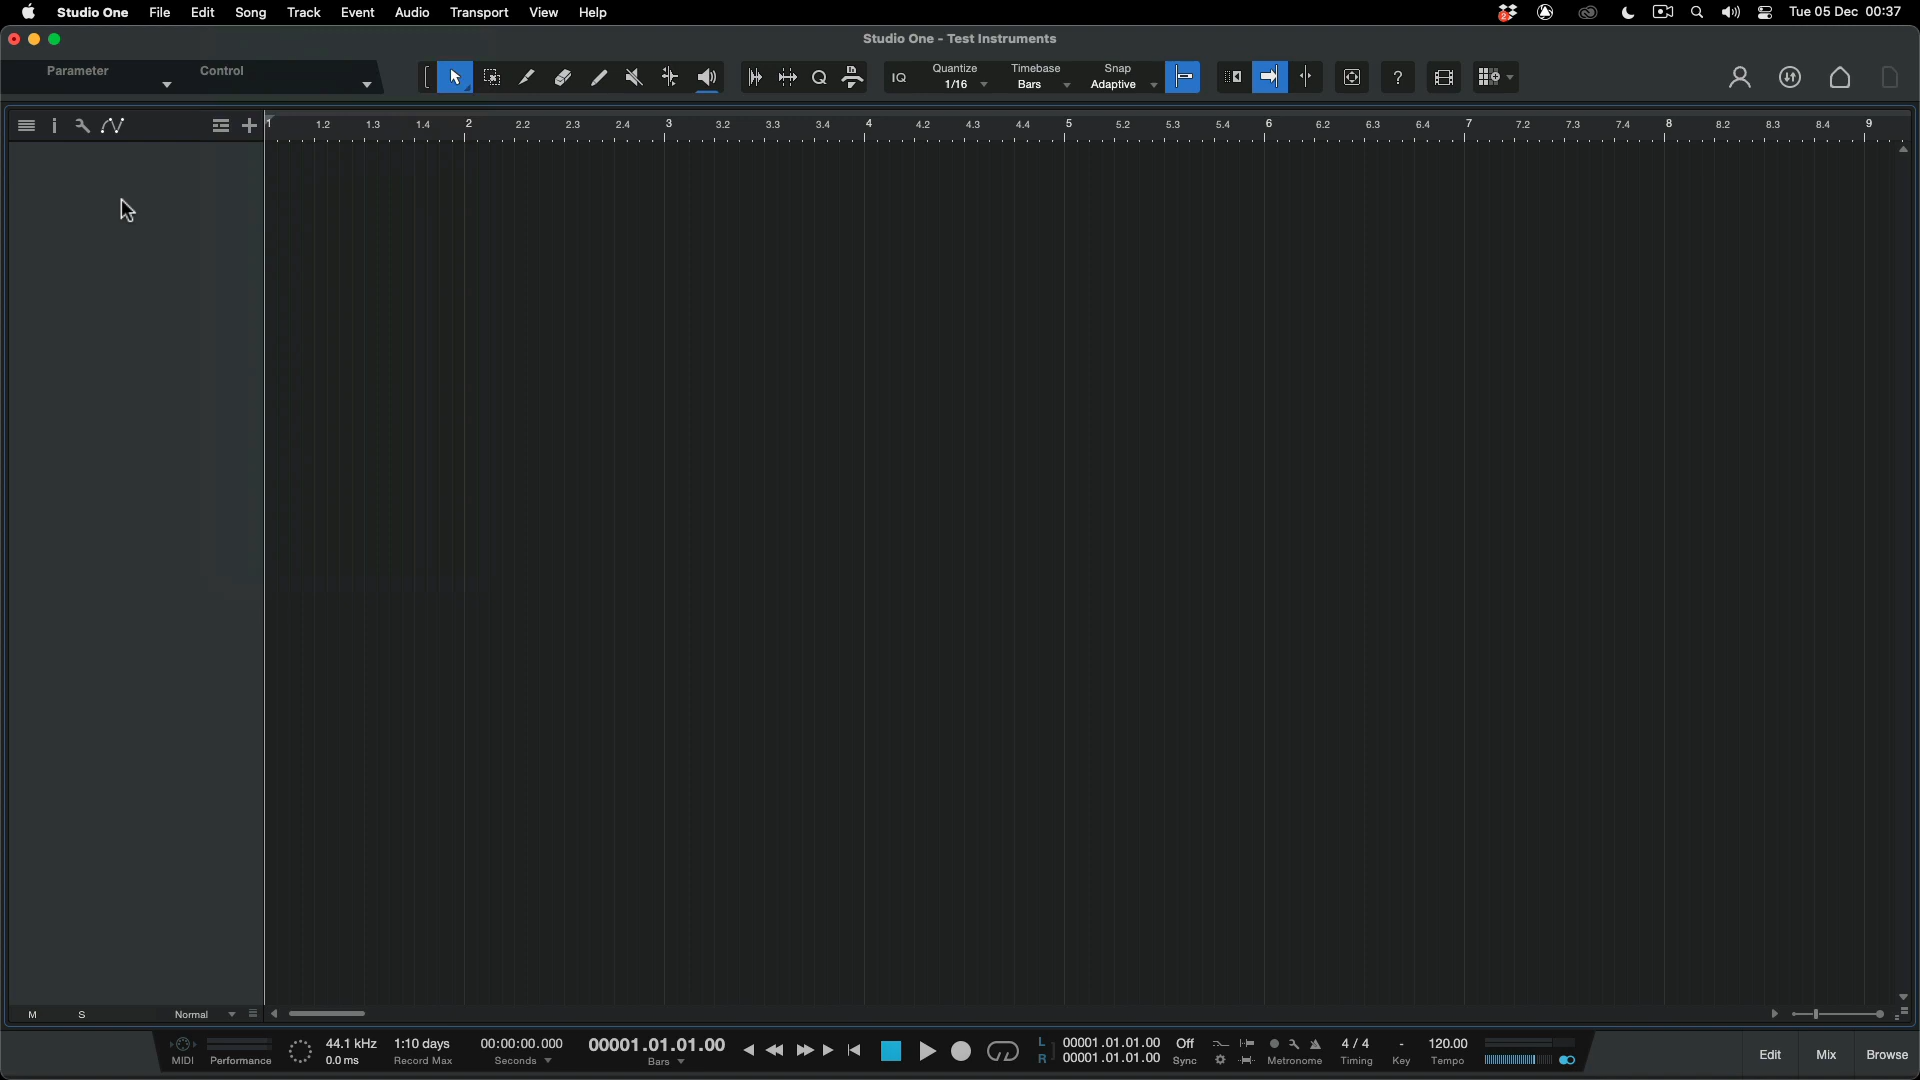 Studio One File Edit Song Track Event Audio Transport View Help Tue 05 Dec 00:37
Studio One - Test Instruments
Parameter Control
IQ Quantize 1/16 Timebase Bars Snap Adaptive ?
1 1.2 1.3 1.4 2 2.2 2.3 2.4 3 3.2 3.3 3.4 4 4.2 4.3 4.4 5 5.2 5.3 5.4 6 6.2 6.3 6.4 7 7.2 7.3 7.4 8 8.2 8.3 8.4 9
M S Normal
44.1 kHz 1:10 days 00:00:00.000 00001.01.01.00 L 00001.01.01.00 Off 4 / 4 - 120.00
MIDI Performance 0.0 ms Record Max Seconds Bars R 00001.01.01.00 Sync Metronome Timing Key Tempo
Edit Mix Browse